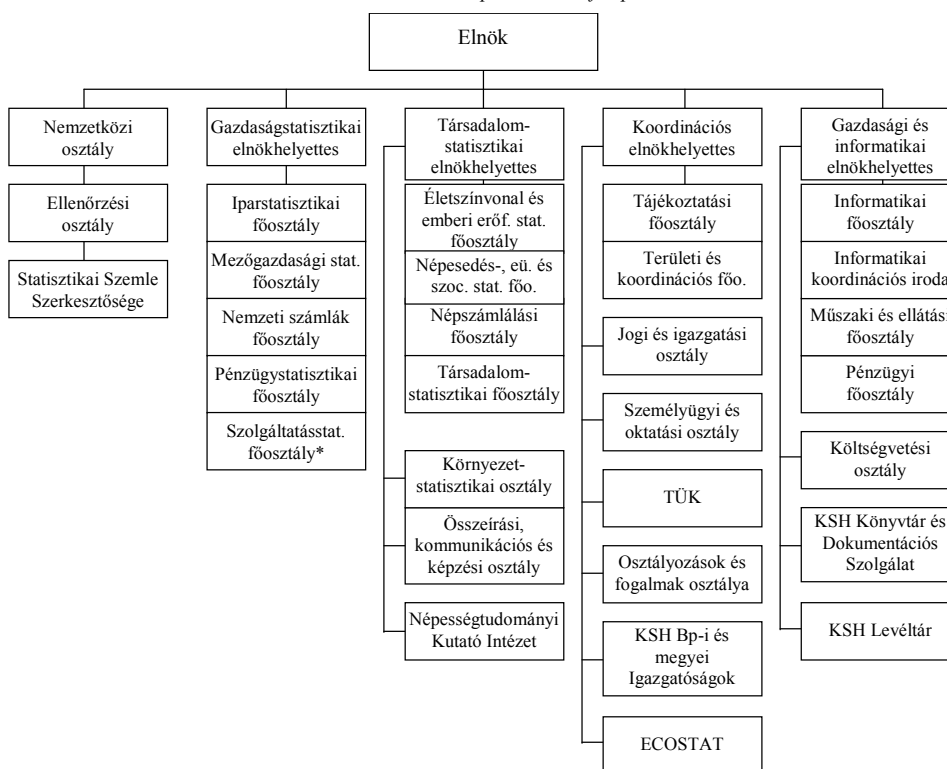 Elnök
Nemzetközi
osztály
Ellenőrzési
osztály
Statisztikai Szemle
Szerkesztősége
Gazdaságstatisztikai
elnökhelyettes
Iparstatisztikai
főosztály
Mezőgazdasági stat.
főosztály
Nemzeti számlák
főosztály
Pénzügystatisztikai
főosztály
Szolgáltatásstat.
főosztály*
Társadalom-
statisztikai
elnökhelyettes
Életszínvonal és
emberi erőf. stat.
főosztály
Népesedés-, eü. és
szoc. stat. főo.
Népszámlálási
főosztály
Társadalom-
statisztikai főosztály
Környezet-
statisztikai osztály
Összeírási,
kommunikációs és
képzési osztály
Népességtudományi
Kutató Intézet
Koordinációs
elnökhelyettes
Tájékoztatási
főosztály
Területi és
koordinációs főo.
Jogi és igazgatási
osztály
Személyügyi és
oktatási osztály
TÜK
Osztályozások és
fogalmak osztálya
KSH Bp-i és
megyei
Igazgatóságok
ECOSTAT
Gazdasági és
informatikai
elnökhelyettes
Informatikai
főosztály
Informatikai
koordinációs iroda
Műszaki és ellátási
főosztály
Pénzügyi
főosztály
Költségvetési
osztály
KSH Könyvtár és
Dokumentációs
Szolgálat
KSH Levéltár